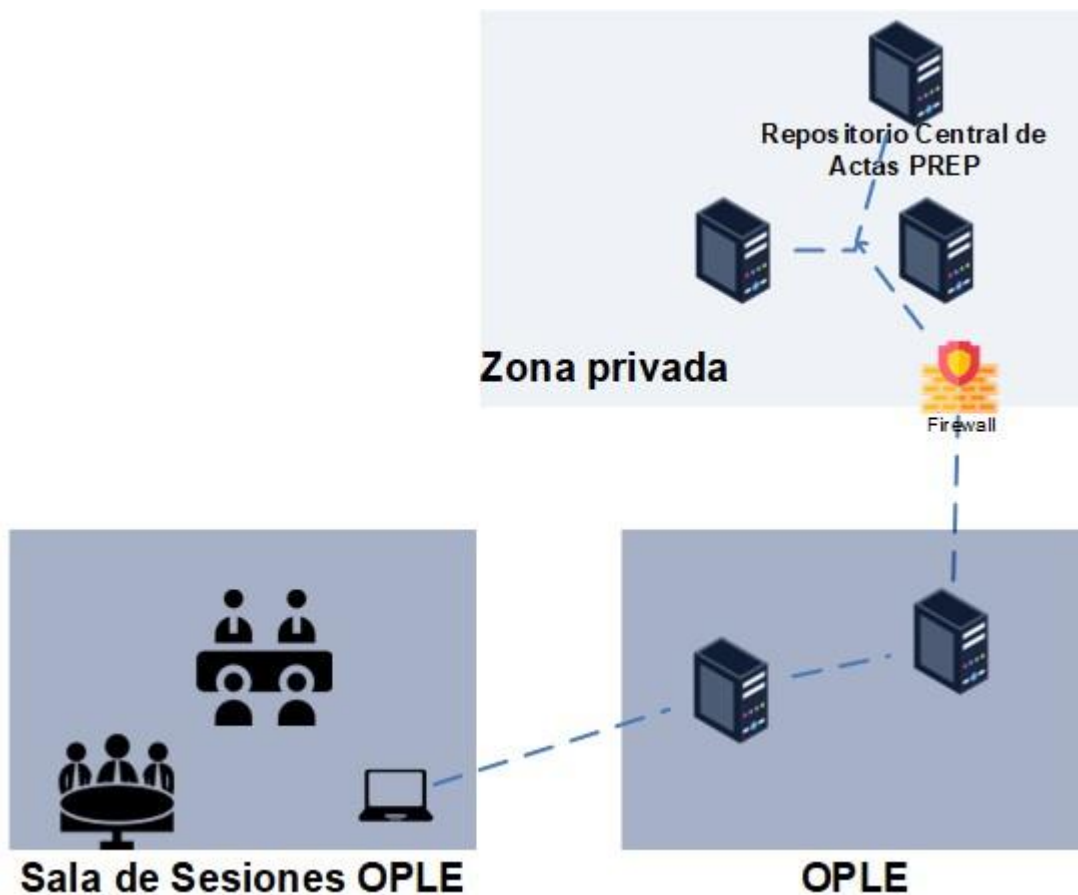 Repositorio Central de
Actas PREP
Zona privada
Firewall
Sala de Sesiones OPLE
OPLE